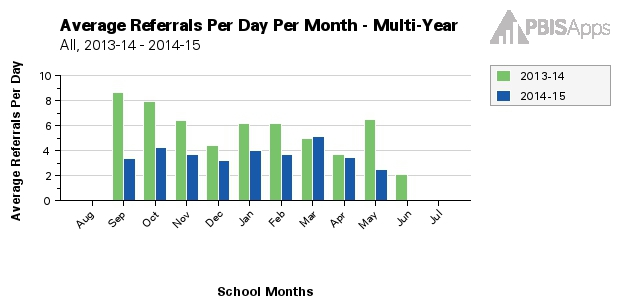 Average Referrals Per Day Per Month - Multi-Year
All, 2013-14 - 2014-15
PBISApps
2013-14
2014-15
Average Referrals Per Day
10
8
6
4
2
0
Aug Sep Oct Nov Dec Jan Feb Mar Apr May Jun Jul
School Months